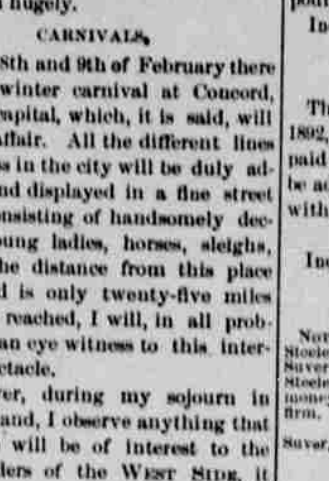 hugely.
CARNIVALS,
8th and 9th of February there
winter carnival at Concord,
apital, which, it is said, will
affair. All the different lines
s in the city will be duly ad-
nd displayed in a fine street
onsisting of handsomely dec-
oung ladies, horses, sleighs,
he distance from this place
d is only twenty-five miles
reached, I will, in all prob-
an eye witness to this inter-
ctacle.
er, during my sojourn in
and, I observe anything that
will be of interest to the
ders of the WEST SIDE, it
In
Th
1892,
paid
be a
with
In
Nov
Steele
Suver
Steele
money
firm.
Suver,